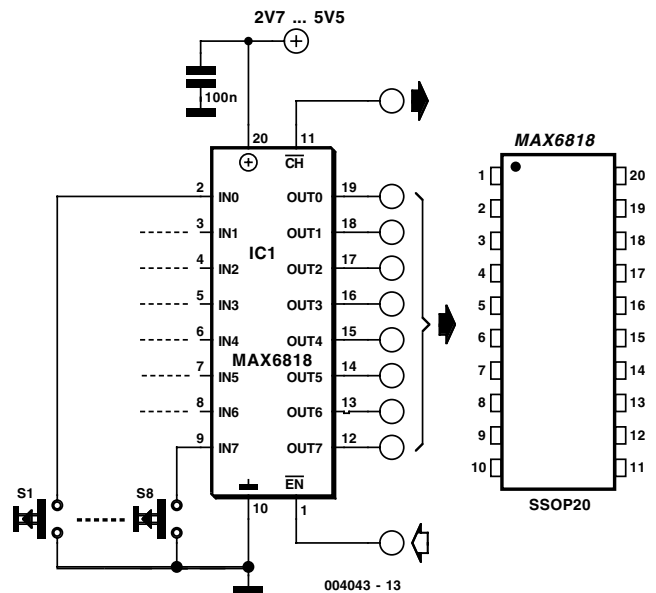 2V7 ... 5V5
100n
20
11
CH
MAX6818
2
IN0
OUT0
19
3
IN1
OUT1
18
IC1
4
IN2
OUT2
17
5
IN3
OUT3
16
6
IN4
OUT4
15
MAX6818
7
IN5
OUT5
14
8
IN6
OUT6
13
9
IN7
OUT7
12
EN
S1
S8
10
1
1
20
2
19
3
18
4
17
5
16
6
15
7
14
8
13
9
12
10
11
SSOP20
004043 - 13